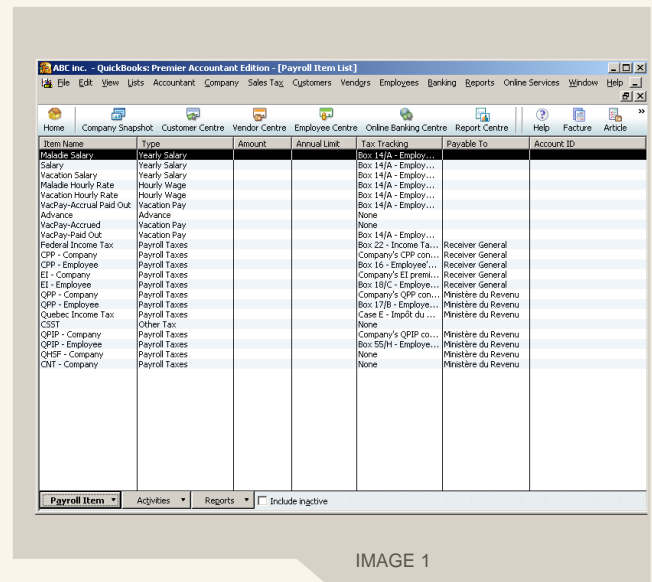 ABC inc. - QuickBooks: Premier Accountant Edition - [Payroll Item List]
File Edit View Lists Accountant Company Sales Tax Customers Vendors Employees Banking Reports Online Services Window Help
Home Company Snapshot Customer Centre Vendor Centre Employee Centre Online Banking Centre Report Centre Help Facture Article »
Item Name Type Amount Annual Limit Tax Tracking Payable To Account ID
Maladie Salary Yearly Salary Box 14/A - Employ...
Salary Yearly Salary Box 14/A - Employ...
Vacation Salary Yearly Salary Box 14/A - Employ...
Maladie Hourly Rate Hourly Wage Box 14/A - Employ...
Vacation Hourly Rate Hourly Wage Box 14/A - Employ...
VacPay-Accrual Paid Out Vacation Pay Box 14/A - Employ...
Advance Advance None
VacPay-Accrued Vacation Pay None
VacPay-Paid Out Vacation Pay Box 14/A - Employ...
Federal Income Tax Payroll Taxes Box 22 - Income Ta... Receiver General
CPP - Company Payroll Taxes Company's CPP con... Receiver General
CPP - Employee Payroll Taxes Box 16 - Employee'... Receiver General
EI - Company Payroll Taxes Company's EI premi... Receiver General
EI - Employee Payroll Taxes Box 18/C - Employe... Receiver General
QPP - Company Payroll Taxes Company's QPP con... Ministère du Revenu
QPP - Employee Payroll Taxes Box 17/B - Employe... Ministère du Revenu
Quebec Income Tax Payroll Taxes Case E - Impôt du ... Ministère du Revenu
CSST Other Tax None
QPIP - Company Payroll Taxes Company's QPIP co... Ministère du Revenu
QPIP - Employee Payroll Taxes Box 55/H - Employe... Ministère du Revenu
QHSF - Company Payroll Taxes None Ministère du Revenu
CNT - Company Payroll Taxes None Ministère du Revenu
Payroll Item Activities Reports Include inactive
IMAGE 1